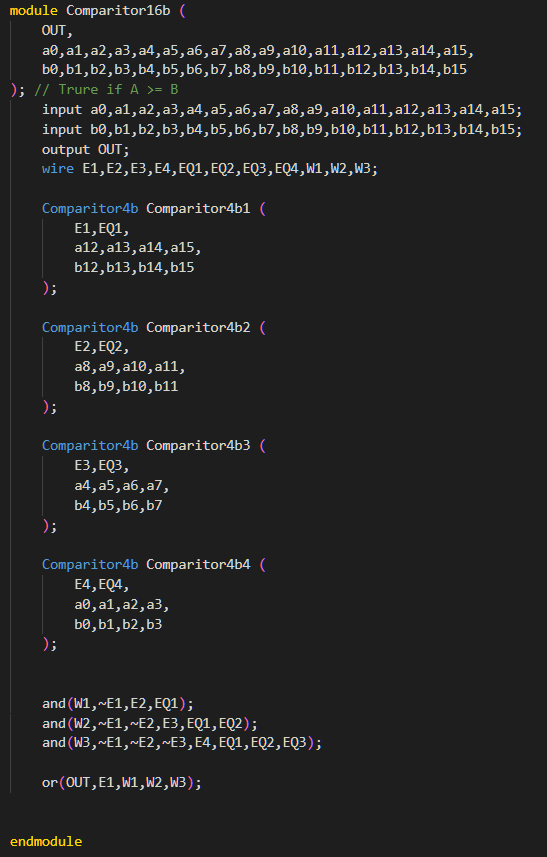 module Comparitor16b (
OUT,
a0,a1,a2,a3,a4,a5,a6,a7,a8,a9,a10,a11,a12,a13,a14,a15,
b0,b1,b2,b3,b4,b5,b6,b7,b8,b9,b10,b11,b12,b13,b14,b15
); // Trure if A >= B
input a0,a1,a2,a3,a4,a5,a6,a7,a8,a9,a10,a11,a12,a13,a14,a15;
input b0,b1,b2,b3,b4,b5,b6,b7,b8,b9,b10,b11,b12,b13,b14,b15;
output OUT;
wire E1,E2,E3,E4,EQ1,EQ2,EQ3,EQ4,W1,W2,W3;
Comparitor4b Comparitor4b1 (
E1,EQ1,
a12,a13,a14,a15,
b12,b13,b14,b15
);
Comparitor4b Comparitor4b2 (
E2,EQ2,
a8,a9,a10,a11,
b8,b9,b10,b11
);
Comparitor4b Comparitor4b3 (
E3,EQ3,
a4,a5,a6,a7,
b4,b5,b6,b7
);
Comparitor4b Comparitor4b4 (
E4,EQ4,
a0,a1,a2,a3,
b0,b1,b2,b3
);
and(W1,~E1,E2,EQ1);
and(W2,~E1,~E2,E3,EQ1,EQ2);
and(W3,~E1,~E2,~E3,E4,EQ1,EQ2,EQ3);
or(OUT,E1,W1,W2,W3);
endmodule